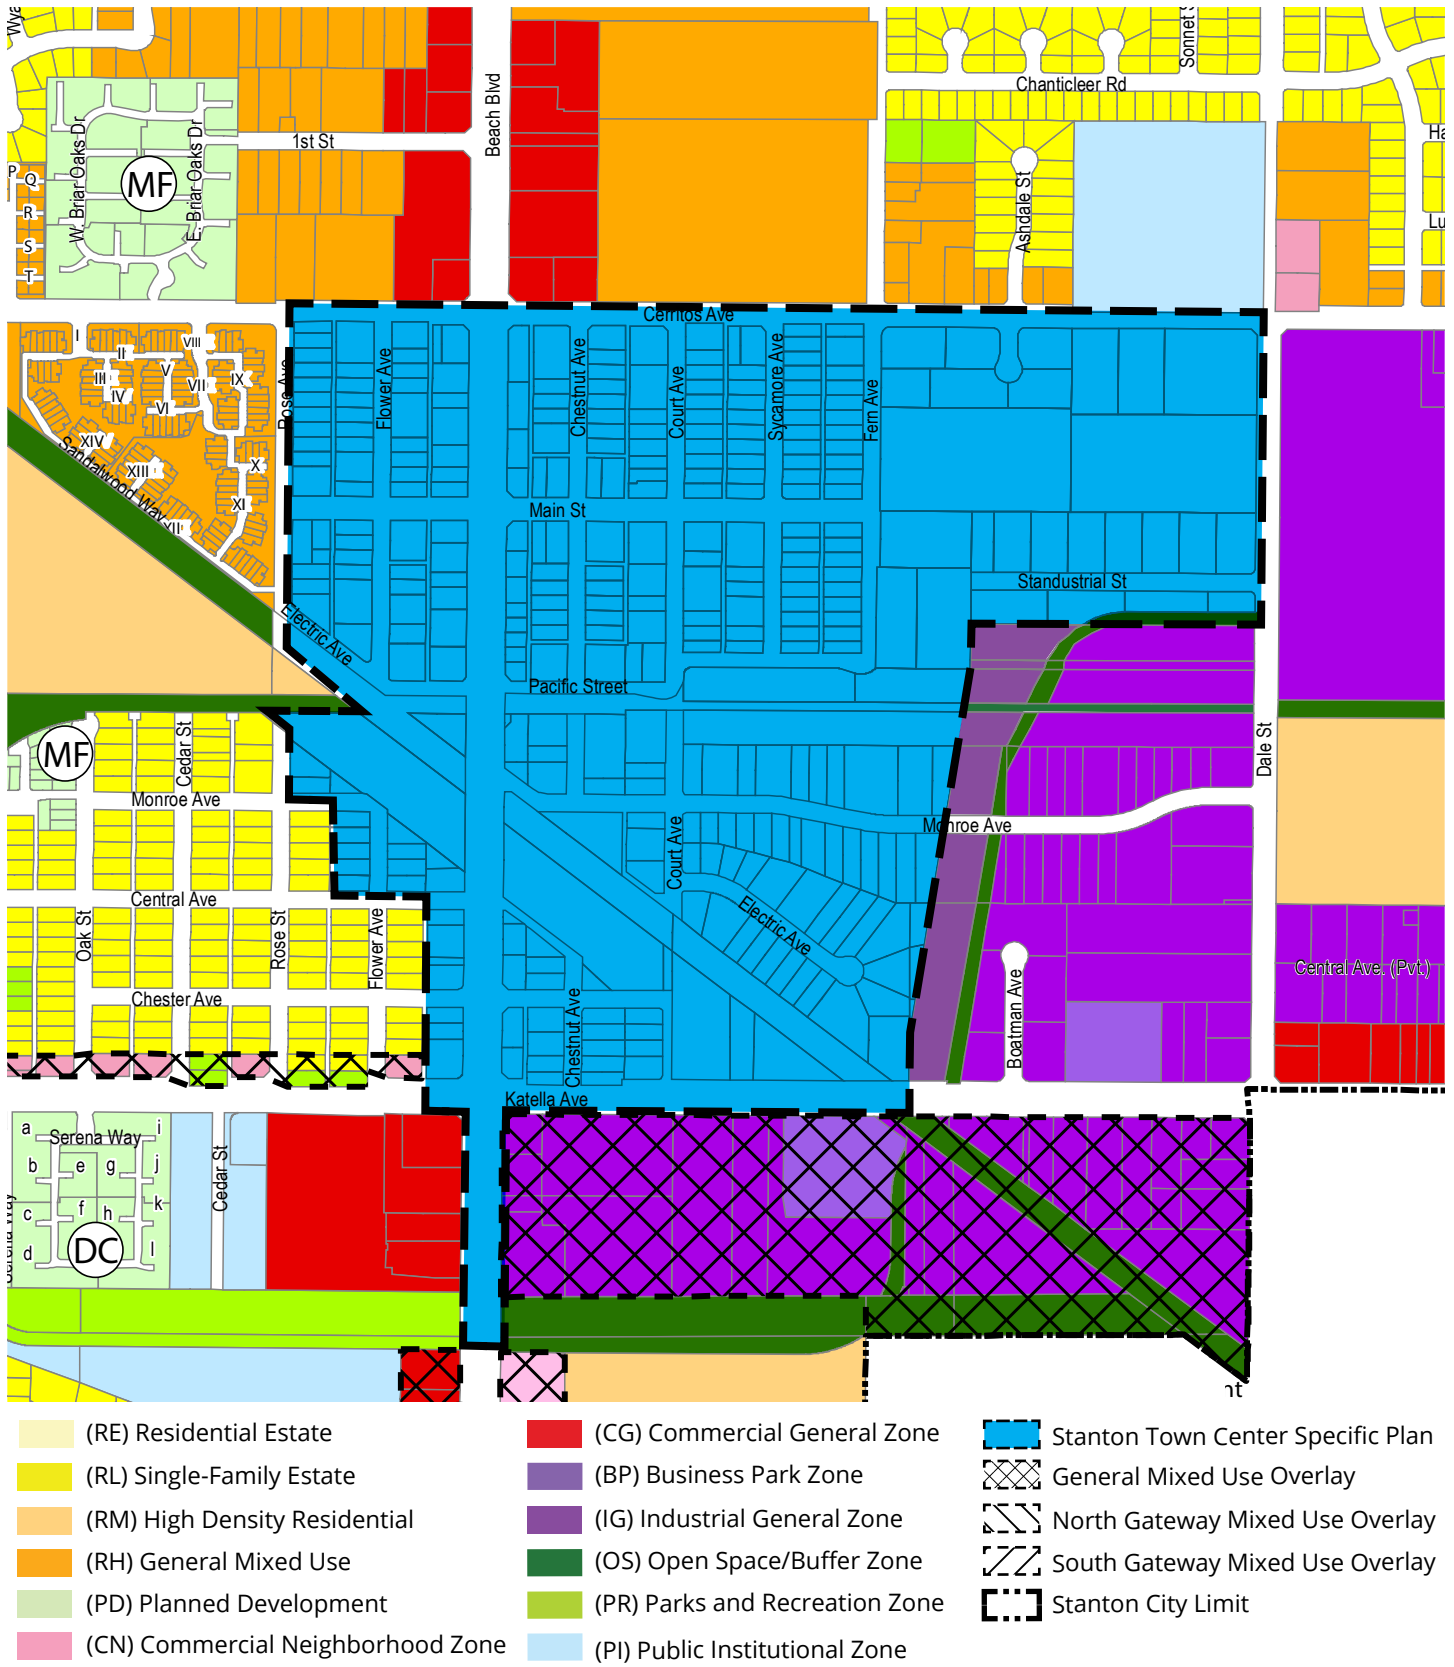 Wya
Sonnet S
Beach Blvd
Chanticleer Rd
1st St
Ha
W. Briar Oaks Dr
E. Briar Oaks Dr
MF
P
Q
R
S
T
Ashdale St
Lu
Cerritos Ave
I
II
III
IV
V
VI
VII
VIII
IX
X
XI
XII
XIII
XIV
Rose Ave
Flower Ave
Chestnut Ave
Court Ave
Sycamore Ave
Fern Ave
Sandalwood Way
Main St
Standustrial St
Electric Ave
Pacific Street
MF
Cedar St
Dale St
Monroe Ave
Monroe Ave
Court Ave
Central Ave
Oak St
Rose St
Flower Ave
Electric Ave
Central Ave. (Pvt.)
Chester Ave
Chestnut Ave
Boatman Ave
Katella Ave
Serena Way
a
b
c
d
e
f
g
h
i
j
k
l
DC
Cedar St
Serena Way
nt
(RE) Residential Estate
(RL) Single-Family Estate
(RM) High Density Residential
(RH) General Mixed Use
(PD) Planned Development
(CN) Commercial Neighborhood Zone
(CG) Commercial General Zone
(BP) Business Park Zone
(IG) Industrial General Zone
(OS) Open Space/Buffer Zone
(PR) Parks and Recreation Zone
(PI) Public Institutional Zone
Stanton Town Center Specific Plan
General Mixed Use Overlay
North Gateway Mixed Use Overlay
South Gateway Mixed Use Overlay
Stanton City Limit